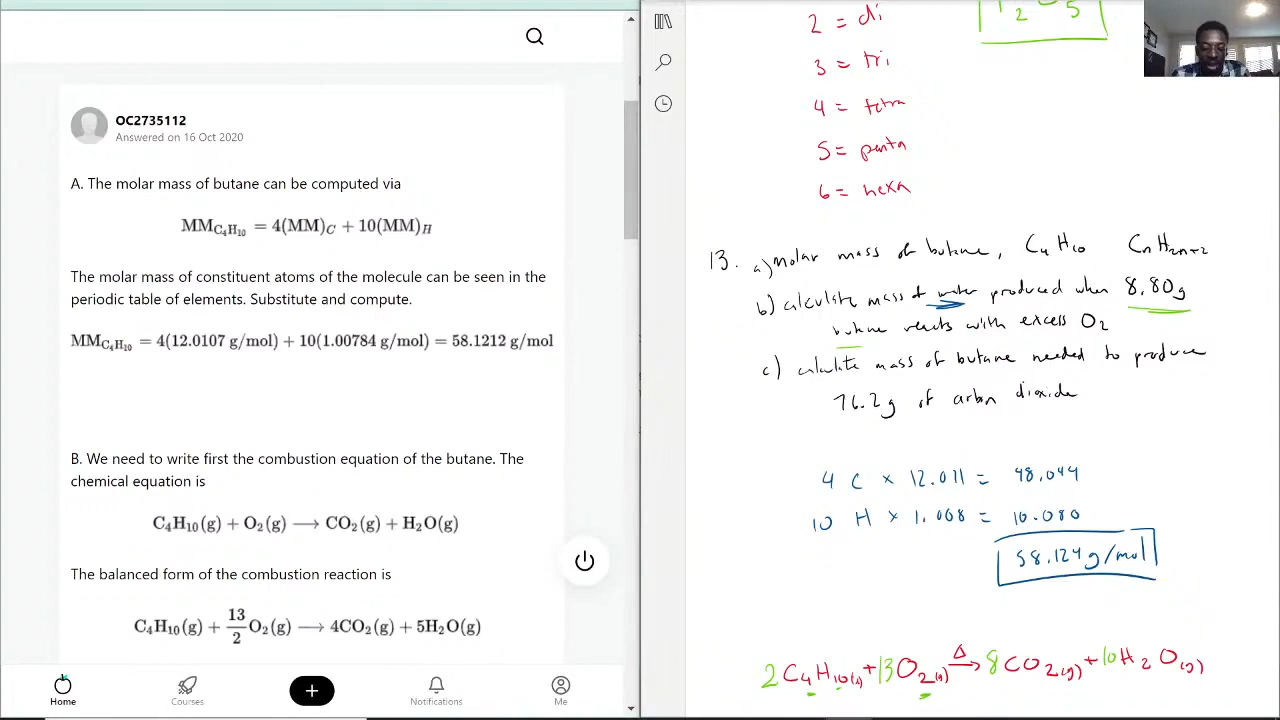 OC2735112
Answered on 16 Oct 2020
A. The molar mass of butane can be computed via
MM_C₄H₁₀ = 4(MM)_C + 10(MM)_H
The molar mass of constituent atoms of the molecule can be seen in the
periodic table of elements. Substitute and compute.
MM_C₄H₁₀ = 4(12.0107 g/mol) + 10(1.00784 g/mol) = 58.1212 g/mol
B. We need to write first the combustion equation of the butane. The
chemical equation is
C₄H₁₀(g) + O₂(g) ⟶ CO₂(g) + H₂O(g)
The balanced form of the combustion reaction is
C₄H₁₀(g) + 13/2 O₂(g) ⟶ 4CO₂(g) + 5H₂O(g)
Home
Courses
Notifications
Me
2 5
2 = di
3 = tri
4 = tetra
5 = penta
6 = hexa
13. a) molar mass of butane, C₄H₁₀ CnH2n+2
b) calculate mass of water produced when 8.80g
butane reacts with excess O₂
c) calculate mass of butane needed to produce
76.2g of carbon dioxide
4 C × 12.011 = 48.044
10 H × 1.008 = 10.080
58.124g/mol
2C₄H₁₀(g) + 13O₂(g) Δ→ 8CO₂(g) + 10H₂O(g)